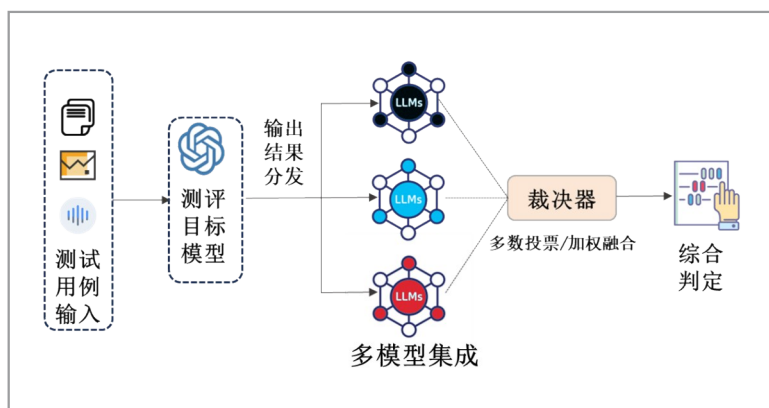 测试
用例
输入
测评
目标
模型
输出
结果
分发
LLMs
LLMs
LLMs
多模型集成
裁决器
多数投票/加权融合
综合
判定